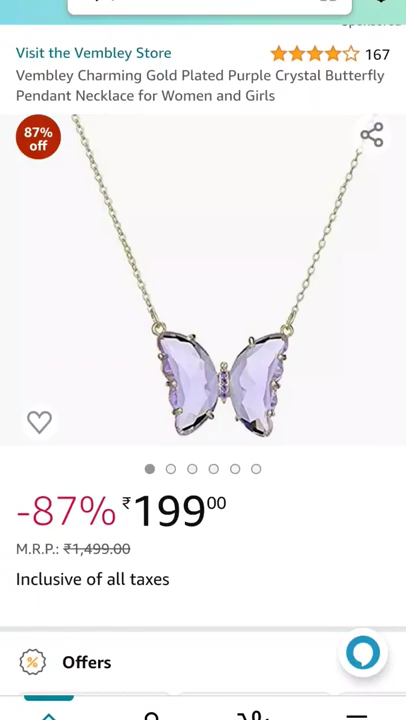 Sponsored
Visit the Vembley Store
167
Vembley Charming Gold Plated Purple Crystal Butterfly
Pendant Necklace for Women and Girls
87%
off
-87% ₹199⁰⁰
M.R.P.: ₹1,499.00
Inclusive of all taxes
%
Offers